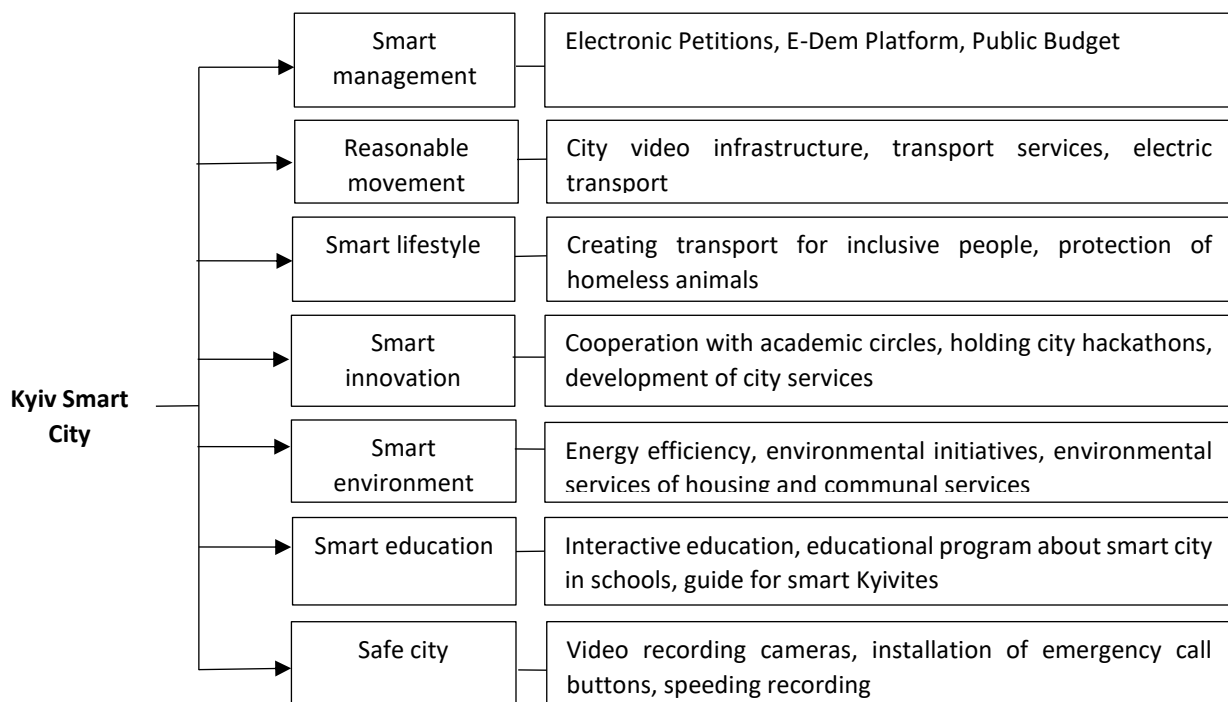 Smart
management
Electronic Petitions, E-Dem Platform, Public Budget
Reasonable
movement
City video infrastructure, transport services, electric
transport
Smart lifestyle
Creating transport for inclusive people, protection of
homeless animals
Smart
innovation
Cooperation with academic circles, holding city hackathons,
development of city services
Kyiv Smart
City
Smart
environment
Energy efficiency, environmental initiatives, environmental
services of housing and communal services
Smart education
Interactive education, educational program about smart city
in schools, guide for smart Kyivites
Safe city
Video recording cameras, installation of emergency call
buttons, speeding recording